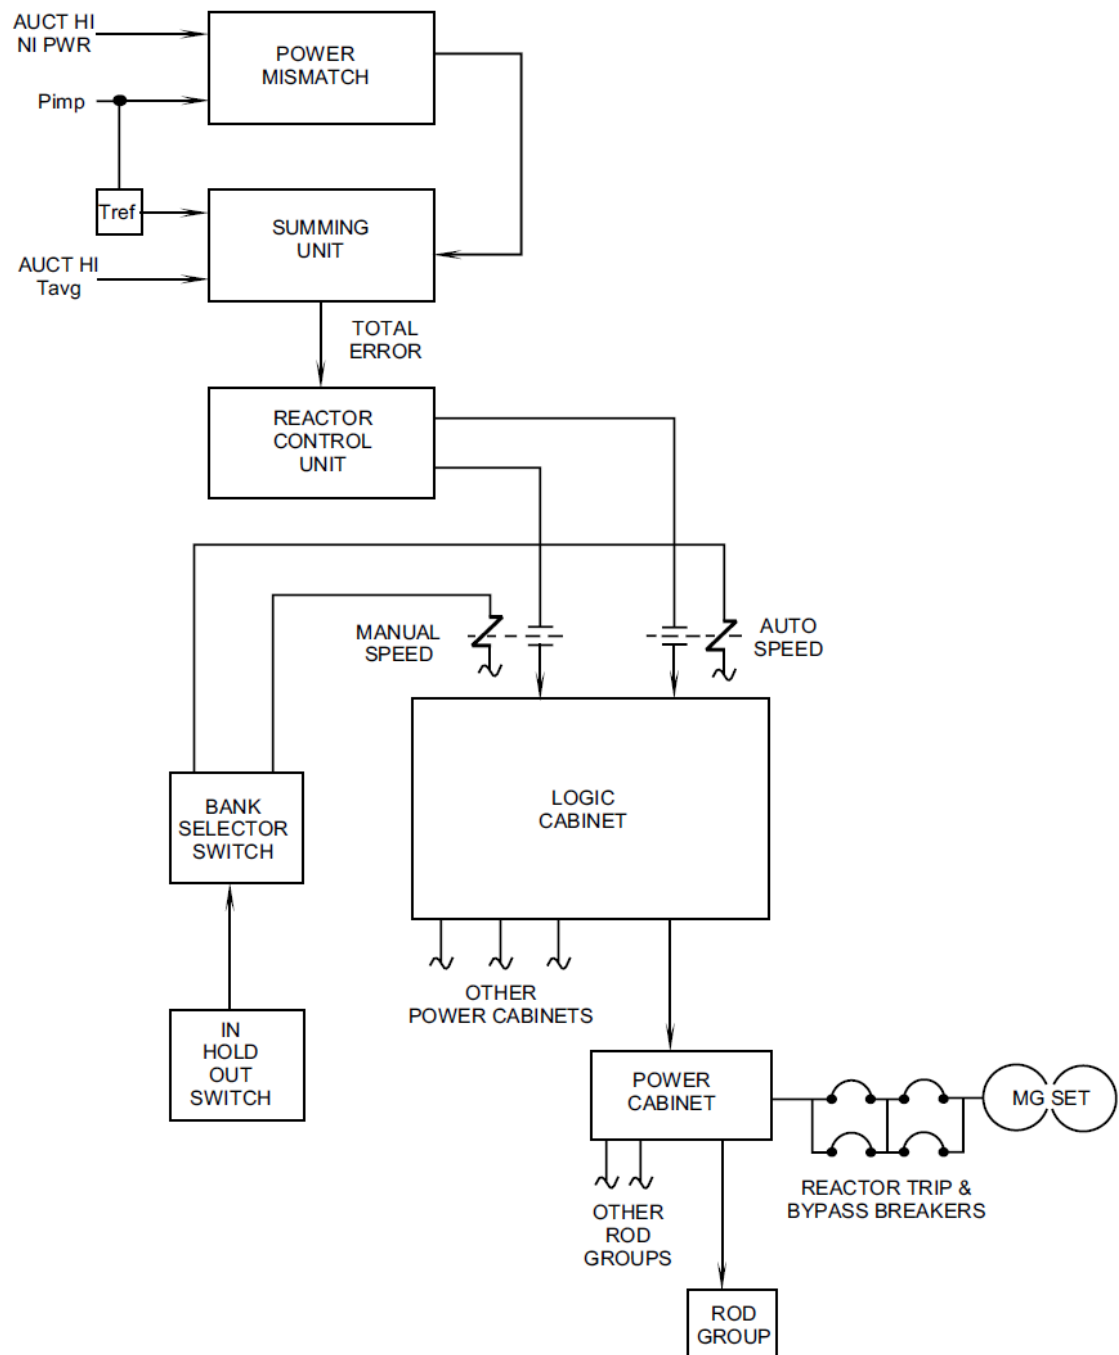 AUCT HI
NI PWR
POWER
MISMATCH
Pimp
Tref
SUMMING
UNIT
AUCT HI
Tavg
TOTAL
ERROR
REACTOR
CONTROL
UNIT
MANUAL
SPEED
AUTO
SPEED
BANK
SELECTOR
SWITCH
LOGIC
CABINET
OTHER
POWER CABINETS
IN
HOLD
OUT
SWITCH
POWER
CABINET
MG SET
REACTOR TRIP &
BYPASS BREAKERS
OTHER
ROD
GROUPS
ROD
GROUP